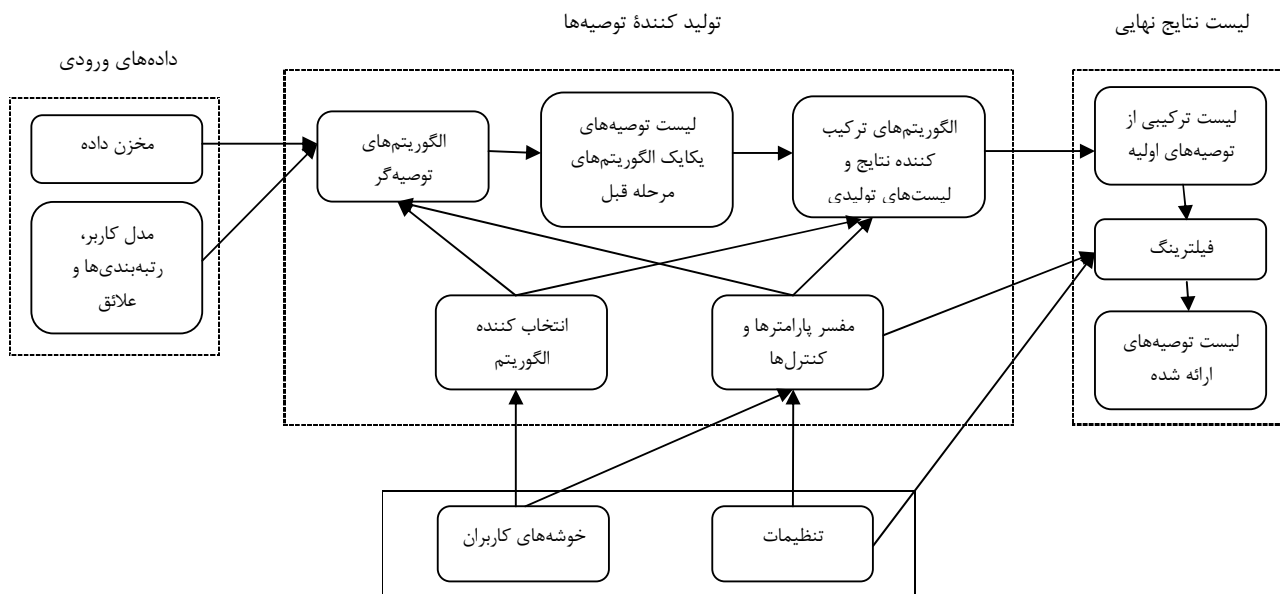 لیست نتایج نهایی
تولید کنندهٔ توصیه‌ها
داده‌های ورودی
مخزن داده
مدل کاربر،
رتبه‌بندی‌ها و
علائق
الگوریتم‌های
توصیه‌گر
لیست توصیه‌های
یکایک الگوریتم‌های
مرحله قبل
الگوریتم‌های ترکیب
کننده نتایج و
لیست‌های تولیدی
انتخاب کننده
الگوریتم
مفسر پارامترها و
کنترل‌ها
لیست ترکیبی از
توصیه‌های اولیه
فیلترینگ
لیست توصیه‌های
ارائه شده
خوشه‌های کاربران
تنظیمات